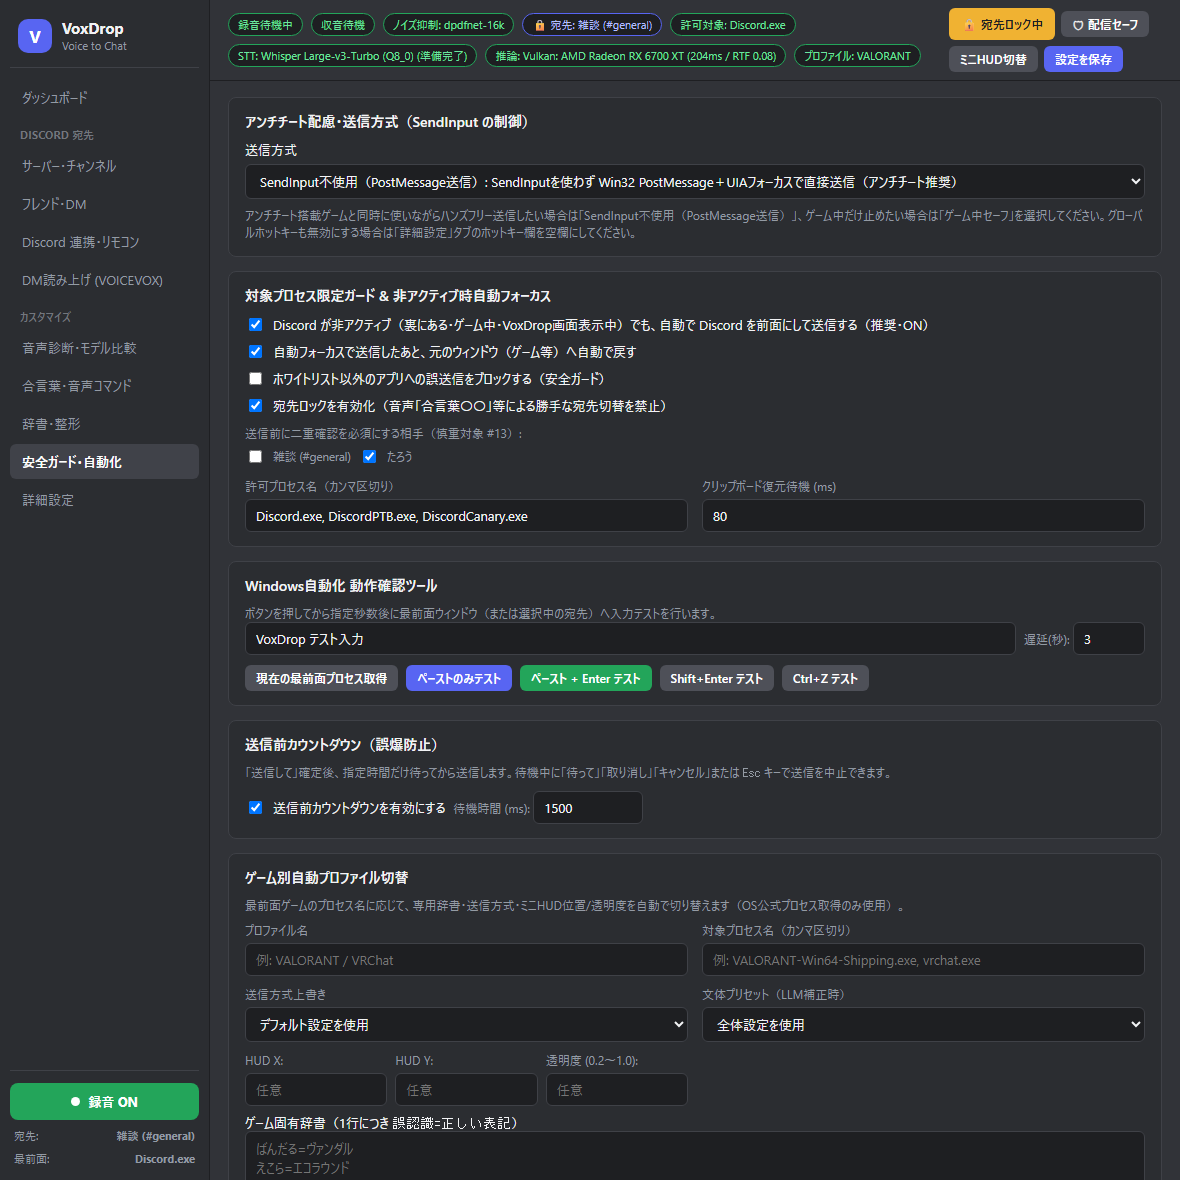 V
VoxDrop
Voice to Chat
ダッシュボード
DISCORD 宛先
サーバー・チャンネル
フレンド・DM
Discord 連携・リモコン
DM読み上げ (VOICEVOX)
カスタマイズ
音声診断・モデル比較
合言葉・音声コマンド
辞書・整形
安全ガード・自動化
詳細設定
● 録音 ON
宛先: 雑談 (#general)
最前面: Discord.exe
録音待機中 収音待機 ノイズ抑制: dpdfnet-16k 🔒 宛先: 雑談 (#general) 許可対象: Discord.exe
STT: Whisper Large-v3-Turbo (Q8_0) (準備完了) 推論: Vulkan: AMD Radeon RX 6700 XT (204ms / RTF 0.08) プロファイル: VALORANT
🔒 宛先ロック中 🛡 配信セーフ
ミニHUD切替 設定を保存
アンチチート配慮・送信方式（SendInput の制御）
送信方式
SendInput不使用（PostMessage送信）: SendInputを使わず Win32 PostMessage＋UIAフォーカスで直接送信（アンチチート推奨）
アンチチート搭載ゲームと同時に使いながらハンズフリー送信したい場合は「SendInput不使用（PostMessage送信）」、ゲーム中だけ止めたい場合は「ゲーム中セーフ」を選択してください。グローバ
ルホットキーも無効にする場合は「詳細設定」タブのホットキー欄を空欄にしてください。
対象プロセス限定ガード & 非アクティブ時自動フォーカス
Discord が非アクティブ（裏にある・ゲーム中・VoxDrop画面表示中）でも、自動で Discord を前面にして送信する（推奨・ON）
自動フォーカスで送信したあと、元のウィンドウ（ゲーム等）へ自動で戻す
ホワイトリスト以外のアプリへの誤送信をブロックする（安全ガード）
宛先ロックを有効化（音声「合言葉〇〇」等による勝手な宛先切替を禁止）
送信前に二重確認を必須にする相手（慎重対象 #13）:
雑談 (#general) たろう
許可プロセス名（カンマ区切り）
Discord.exe, DiscordPTB.exe, DiscordCanary.exe
クリップボード復元待機 (ms)
80
Windows自動化 動作確認ツール
ボタンを押してから指定秒数後に最前面ウィンドウ（または選択中の宛先）へ入力テストを行います。
VoxDrop テスト入力 遅延(秒): 3
現在の最前面プロセス取得 ペーストのみテスト ペースト + Enter テスト Shift+Enter テスト Ctrl+Z テスト
送信前カウントダウン（誤爆防止）
「送信して」確定後、指定時間だけ待ってから送信します。待機中に「待って」「取り消し」「キャンセル」または Esc キーで送信を中止できます。
送信前カウントダウンを有効にする 待機時間 (ms): 1500
ゲーム別自動プロファイル切替
最前面ゲームのプロセス名に応じて、専用辞書・送信方式・ミニHUD位置/透明度を自動で切り替えます（OS公式プロセス取得のみ使用）。
プロファイル名
例: VALORANT / VRChat
対象プロセス名（カンマ区切り）
例: VALORANT-Win64-Shipping.exe, vrchat.exe
送信方式上書き
デフォルト設定を使用
文体プリセット（LLM補正時）
全体設定を使用
HUD X: HUD Y: 透明度 (0.2〜1.0):
任意 任意 任意
ゲーム固有辞書（1行につき 誤認識=正しい表記）
ばんだる=ヴァンダル
えこら=エコラウンド